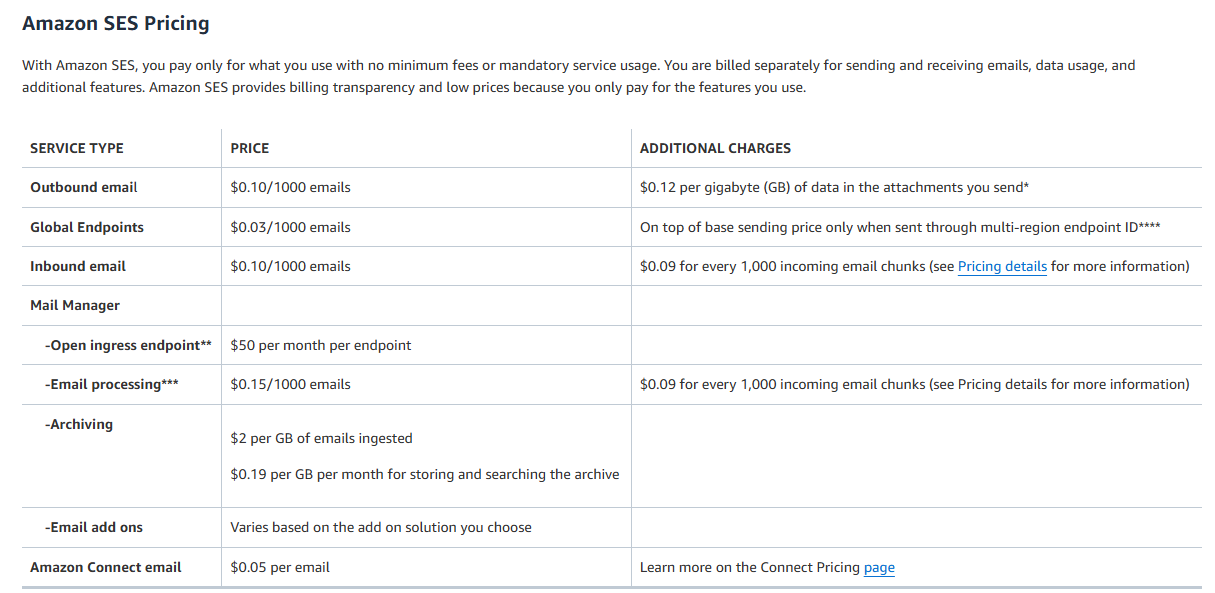 Amazon SES Pricing
With Amazon SES, you pay only for what you use with no minimum fees or mandatory service usage. You are billed separately for sending and receiving emails, data usage, and
additional features. Amazon SES provides billing transparency and low prices because you only pay for the features you use.
SERVICE TYPE PRICE ADDITIONAL CHARGES
Outbound email $0.10/1000 emails $0.12 per gigabyte (GB) of data in the attachments you send*
Global Endpoints $0.03/1000 emails On top of base sending price only when sent through multi-region endpoint ID****
Inbound email $0.10/1000 emails $0.09 for every 1,000 incoming email chunks (see Pricing details for more information)
Mail Manager
-Open ingress endpoint** $50 per month per endpoint
-Email processing*** $0.15/1000 emails $0.09 for every 1,000 incoming email chunks (see Pricing details for more information)
-Archiving
$2 per GB of emails ingested
$0.19 per GB per month for storing and searching the archive
-Email add ons Varies based on the add on solution you choose
Amazon Connect email $0.05 per email Learn more on the Connect Pricing page